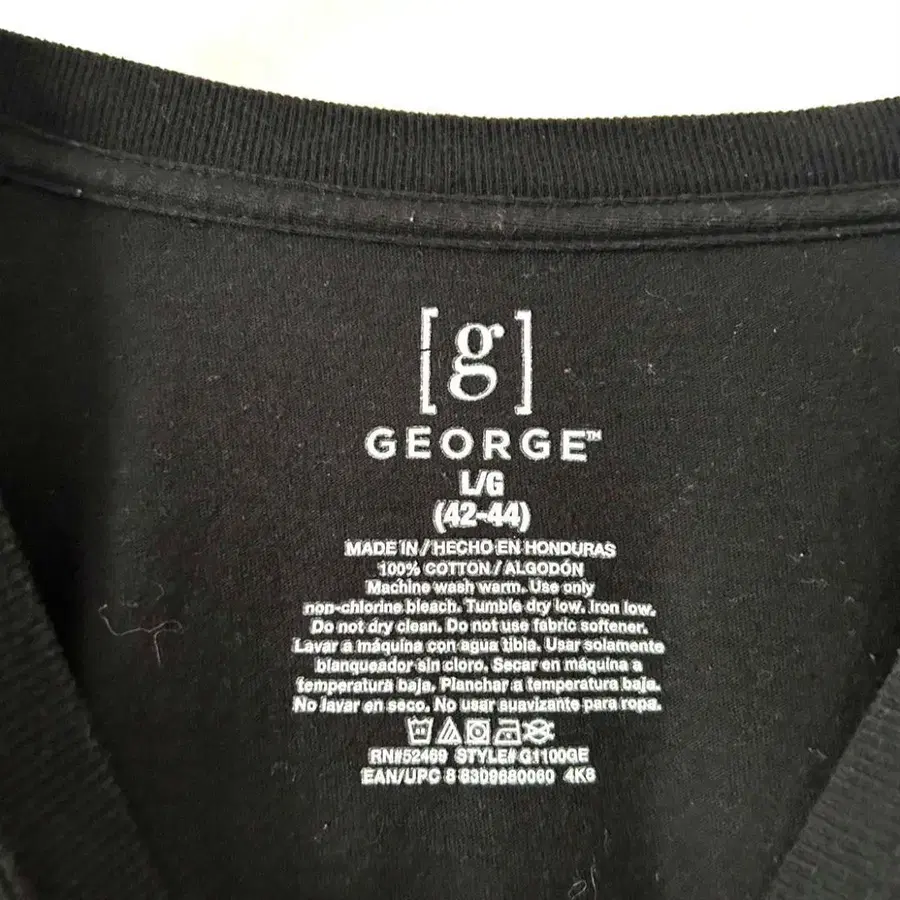 [g]
GEORGE™
L/G
(42-44)
MADE IN / HECHO EN HONDURAS
100% COTTON / ALGODÓN
Machine wash warm. Use only
non-chlorine bleach. Tumble dry low. Iron low.
Do not dry clean. Do not use fabric softener.
Lavar a máquina con agua tibia. Usar solamente
blanqueador sin cloro. Secar en máquina a
temperatura baja. Planchar a temperatura baja.
No lavar en seco. No usar suavizante para ropa.
RN#52469 STYLE# G1100GE
EAN/UPC 8 8309680060 4K6